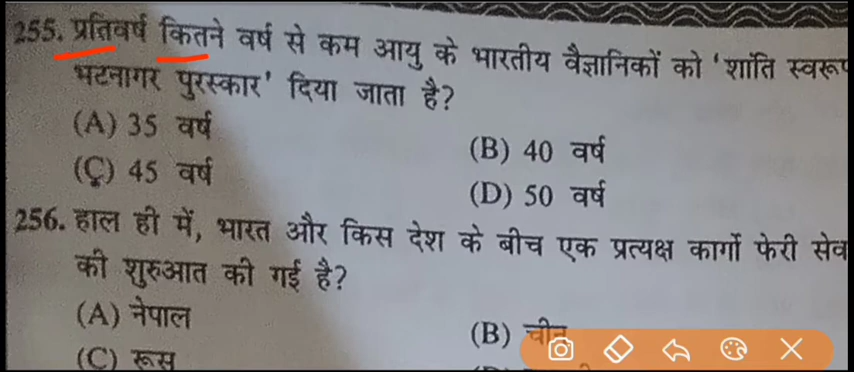 255. प्रतिवर्ष कितने वर्ष से कम आयु के भारतीय वैज्ञानिकों को 'शांति स्वरूप
भटनागर पुरस्कार' दिया जाता है?
(A) 35 वर्ष
(B) 40 वर्ष
(C) 45 वर्ष
(D) 50 वर्ष
256. हाल ही में, भारत और किस देश के बीच एक प्रत्यक्ष कार्गो फेरी सेव
की शुरुआत की गई है?
(A) नेपाल
(B) चीन
(C) रूस